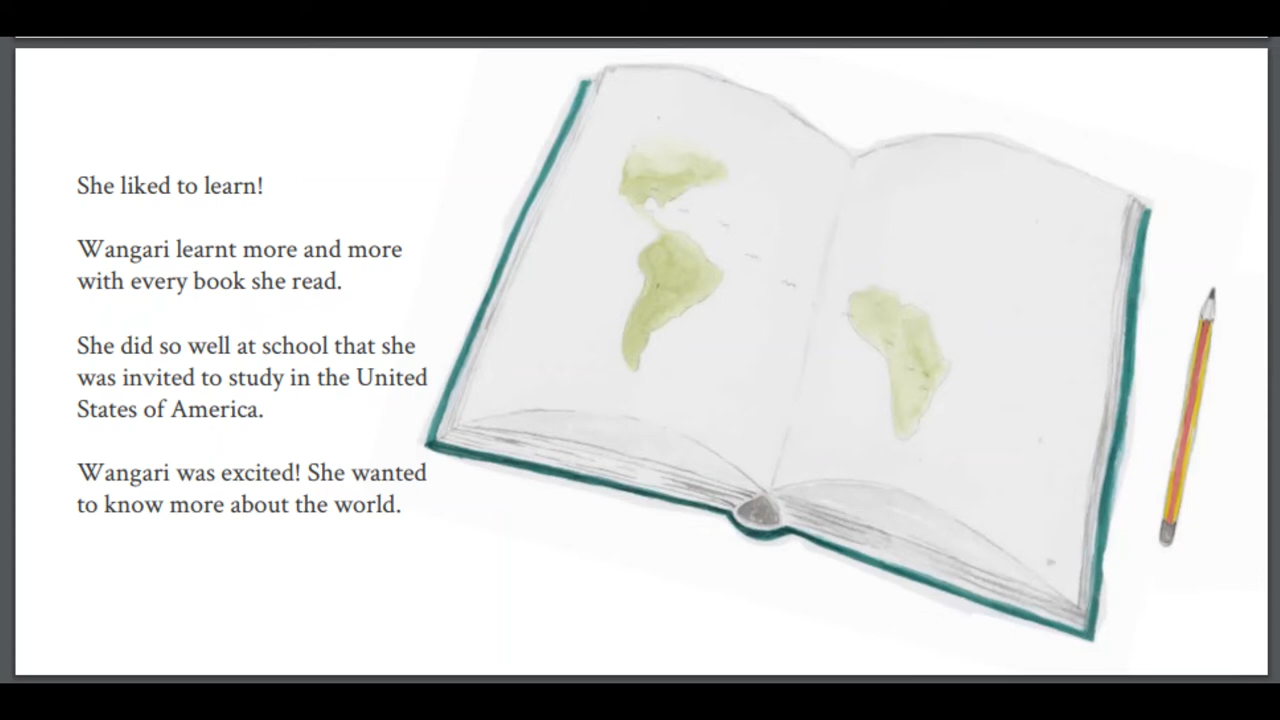 She liked to learn!
Wangari learnt more and more
with every book she read.
She did so well at school that she
was invited to study in the United
States of America.
Wangari was excited! She wanted
to know more about the world.